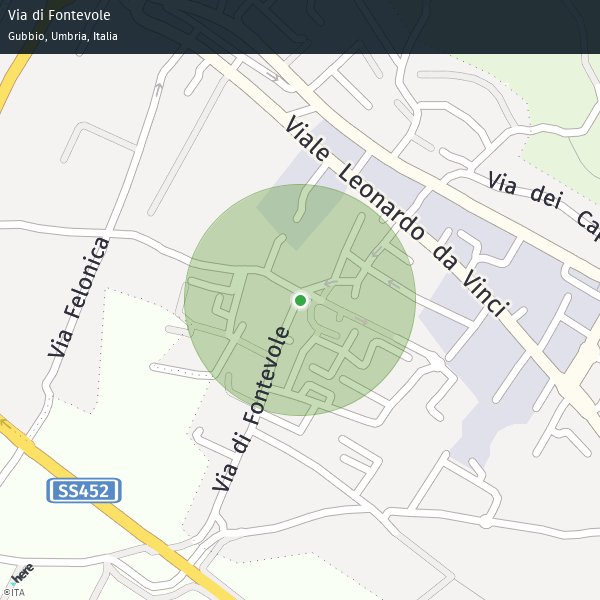 Via di Fontevole
Gubbio, Umbria, Italia
Viale Leonardo da Vinci
Via dei Cap
Via Felonica
Via di Fontevole
SS452
here
©ITA